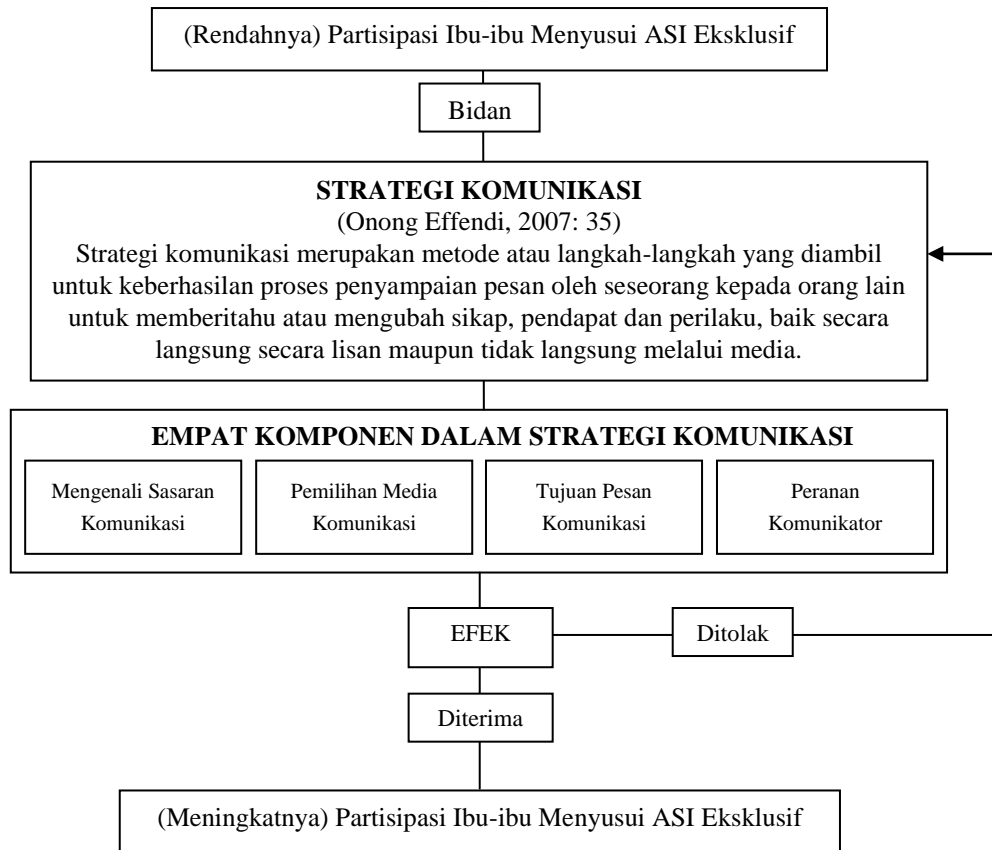 (Rendahnya) Partisipasi Ibu-ibu Menyusui ASI Eksklusif
Bidan
STRATEGI KOMUNIKASI
(Onong Effendi, 2007: 35)
Strategi komunikasi merupakan metode atau langkah-langkah yang diambil
untuk keberhasilan proses penyampaian pesan oleh seseorang kepada orang lain
untuk memberitahu atau mengubah sikap, pendapat dan perilaku, baik secara
langsung secara lisan maupun tidak langsung melalui media.
EMPAT KOMPONEN DALAM STRATEGI KOMUNIKASI
Mengenali Sasaran
Komunikasi
Pemilihan Media
Komunikasi
Tujuan Pesan
Komunikasi
Peranan
Komunikator
EFEK
Ditolak
Diterima
(Meningkatnya) Partisipasi Ibu-ibu Menyusui ASI Eksklusif